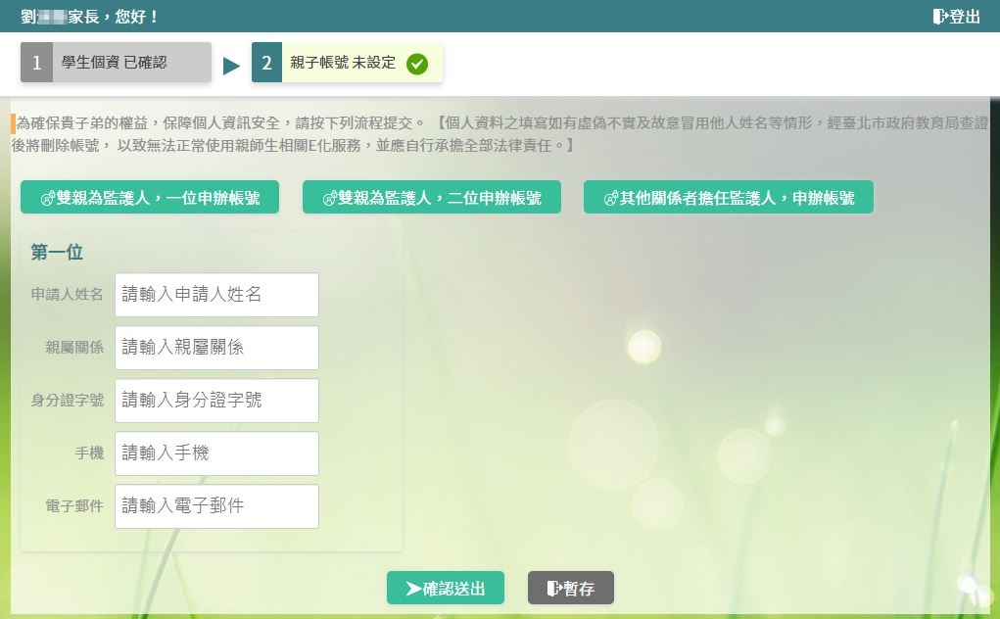 劉 家長，您好！
登出
1 學生個資 已確認
2 親子帳號 未設定
為確保貴子弟的權益，保障個人資訊安全，請按下列流程提交。 【個人資料之填寫如有虛偽不實及故意冒用他人姓名等情形，經臺北市政府教育局查證
後將刪除帳號， 以致無法正常使用親師生相關E化服務，並應自行承擔全部法律責任。】
雙親為監護人，一位申辦帳號
雙親為監護人，二位申辦帳號
其他關係者擔任監護人，申辦帳號
第一位
申請人姓名 請輸入申請人姓名
親屬關係 請輸入親屬關係
身分證字號 請輸入身分證字號
手機 請輸入手機
電子郵件 請輸入電子郵件
確認送出
暫存